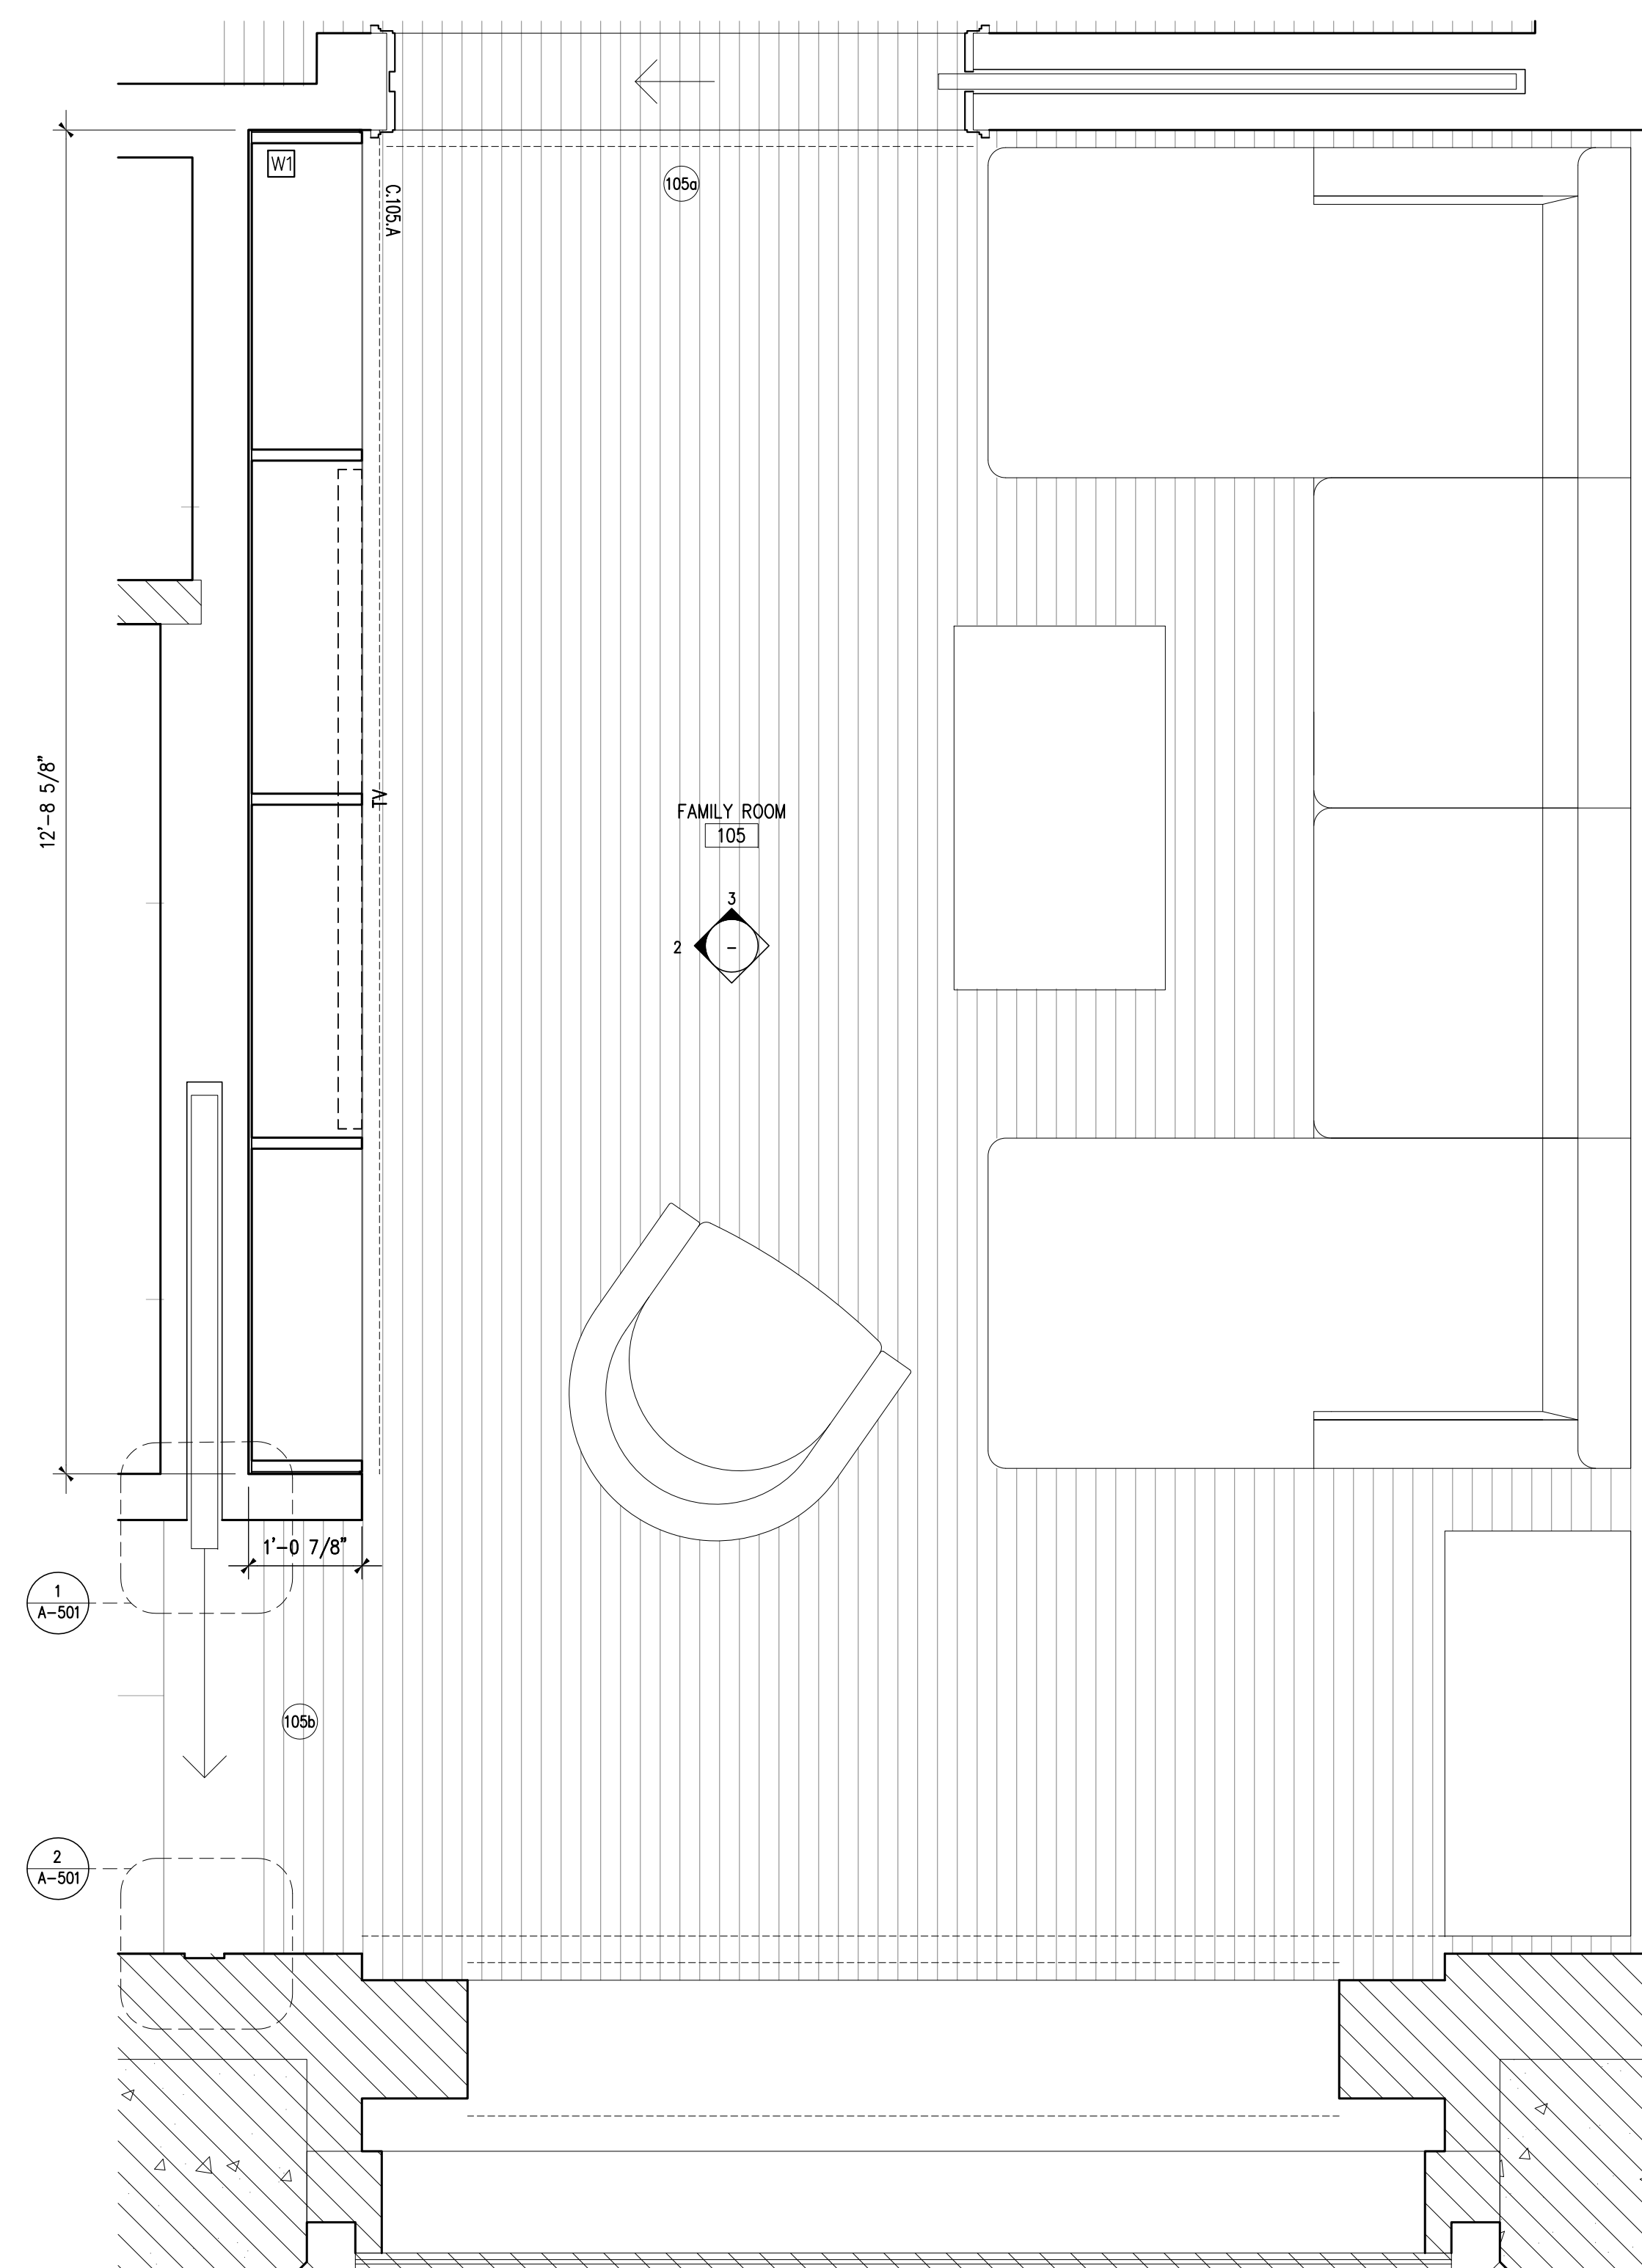 W1
105a
C.105.A
12'-8 5/8"
TV
FAMILY ROOM
105
3
2
-
1'-0 7/8"
1
A-501
105b
2
A-501